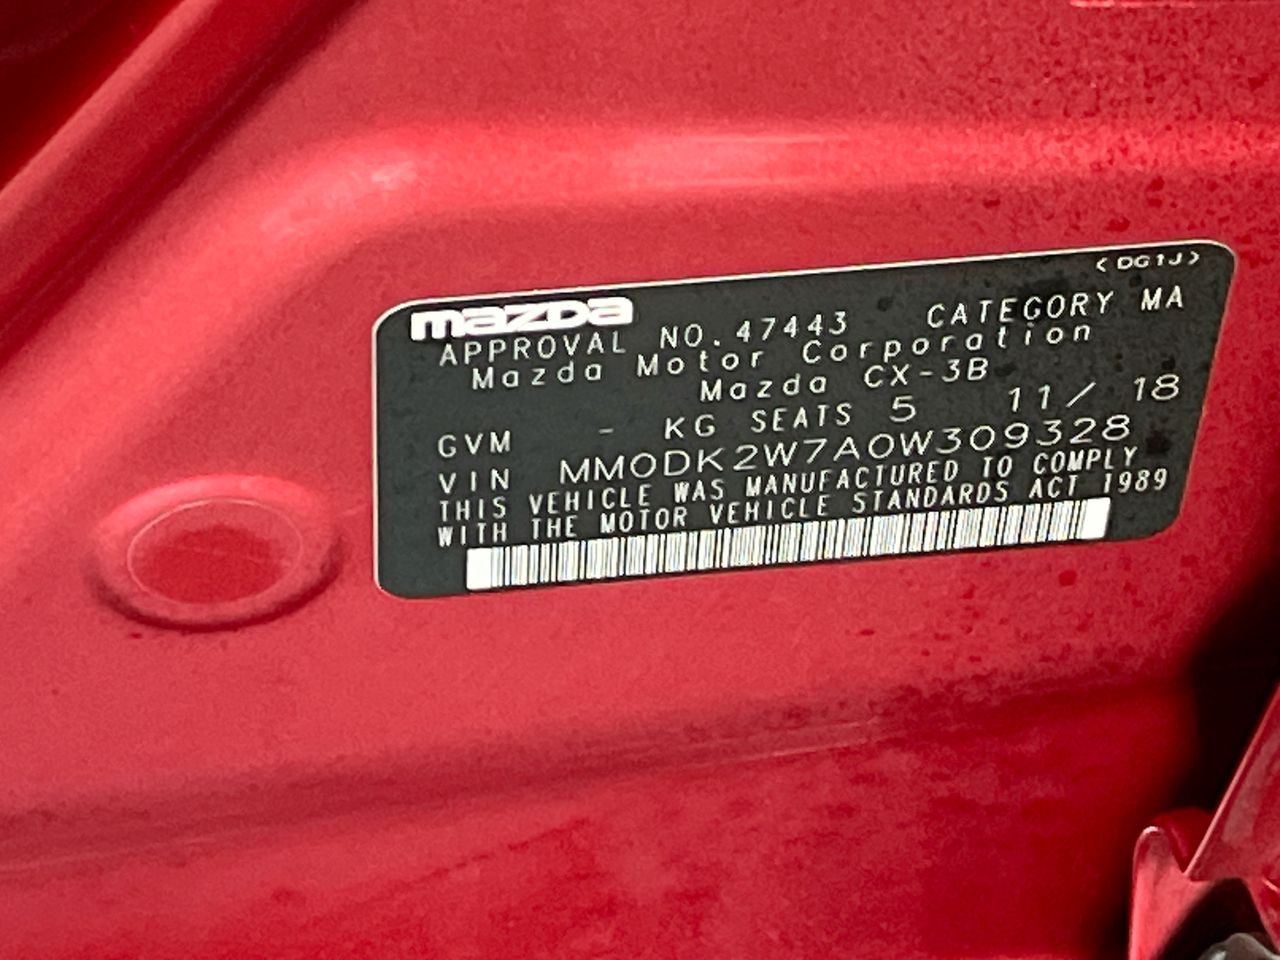 < DG1J >
mazda
APPROVAL NO. 47443 CATEGORY MA
Mazda Motor Corporation
Mazda CX-3B
GVM - KG SEATS 5 11/ 18
VIN MM0DK2W7A0W309328
THIS VEHICLE WAS MANUFACTURED TO COMPLY
WITH THE MOTOR VEHICLE STANDARDS ACT 1989